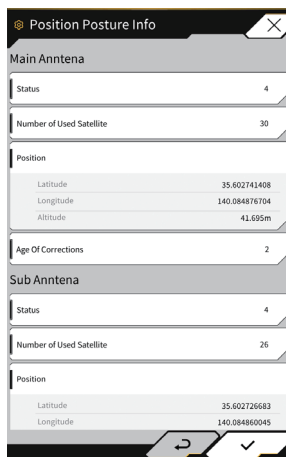 Position Posture Info
Main Anntena
Status 4
Number of Used Satellite 30
Position
Latitude 35.602741408
Longitude 140.084876704
Altitude 41.695m
Age Of Corrections 2
Sub Anntena
Status 4
Number of Used Satellite 26
Position
Latitude 35.602726683
Longitude 140.084860045